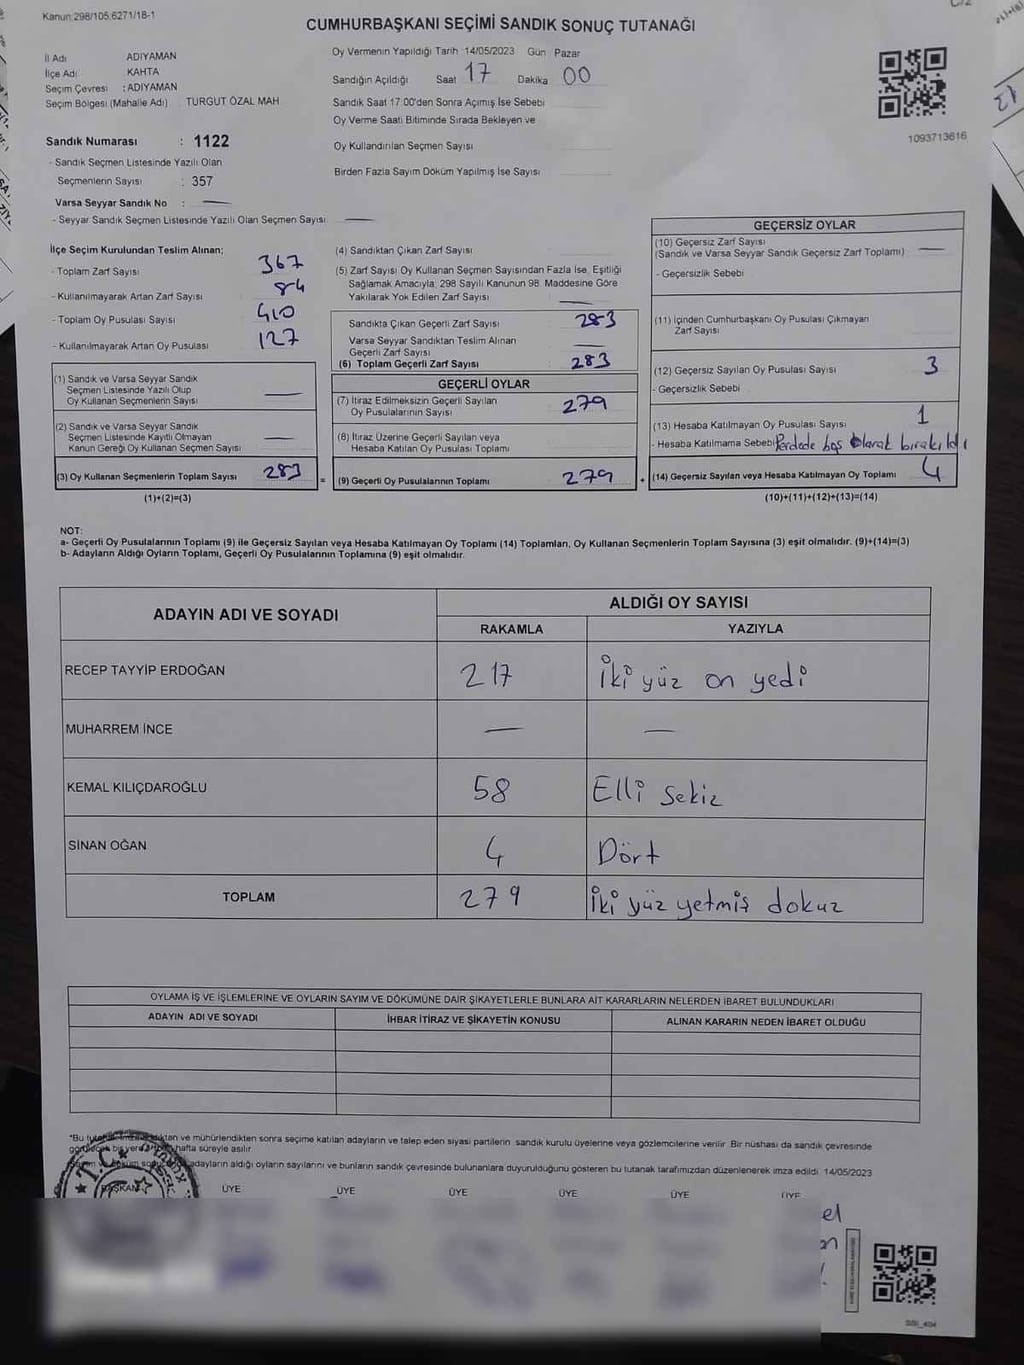 Kanun:298/105.6271/18-1
CUMHURBAŞKANI SEÇİMİ SANDIK SONUÇ TUTANAĞI
İl Adı ADIYAMAN
İlçe Adı KAHTA
Seçim Çevresi : ADIYAMAN
Seçim Bölgesi (Mahalle Adı) TURGUT ÖZAL MAH
Oy Vermenin Yapıldığı Tarih :14/05/2023 Gün Pazar
Sandığın Açıldığı Saat 17 Dakika 00
Sandık Saat 17:00'den Sonra Açımış İse Sebebi
Oy Verme Saati Bitiminde Sırada Bekleyen ve
Oy Kullandırılan Seçmen Sayısı
Birden Fazla Sayım Döküm Yapılmış İse Sayısı
1093713616
Sandık Numarası : 1122
- Sandık Seçmen Listesinde Yazılı Olan
Seçmenlerin Sayısı : 357
Varsa Seyyar Sandık No : —
- Seyyar Sandık Seçmen Listesinde Yazılı Olan Seçmen Sayısı —
İlçe Seçim Kurulundan Teslim Alınan;
- Toplam Zarf Sayısı 367
- Kullanılmayarak Artan Zarf Sayısı 84
- Toplam Oy Pusulası Sayısı 410
- Kullanılmayarak Artan Oy Pusulası 127
(1) Sandık ve Varsa Seyyar Sandık
Seçmen Listesinde Yazılı Olup
Oy Kullanan Seçmenlerin Sayısı —
(2) Sandık ve Varsa Seyyar Sandık
Seçmen Listesinde Kayıtlı Olmayan
Kanun Gereği Oy Kullanan Seçmen Sayısı —
(3) Oy Kullanan Seçmenlerin Toplam Sayısı 283
(1)+(2)=(3)
(4) Sandıktan Çıkan Zarf Sayısı
(5) Zarf Sayısı Oy Kullanan Seçmen Sayısından Fazla İse, Eşitliği
Sağlamak Amacıyla, 298 Sayılı Kanunun 98. Maddesine Göre
Yakılarak Yok Edilen Zarf Sayısı —
Sandıkta Çıkan Geçerli Zarf Sayısı 283
Varsa Seyyar Sandıktan Teslim Alınan
Geçerli Zarf Sayısı —
(6) Toplam Geçerli Zarf Sayısı 283
GEÇERLİ OYLAR
(7) İtiraz Edilmeksizin Geçerli Sayılan
Oy Pusulalarının Sayısı 279
(8) İtiraz Üzerine Geçerli Sayılan veya
Hesaba Katılan Oy Pusulası Toplamı
= (9) Geçerli Oy Pusulalarının Toplamı 279 +
GEÇERSİZ OYLAR
(10) Geçersiz Zarf Sayısı
(Sandık ve Varsa Seyyar Sandık Geçersiz Zarf Toplamı) —
- Geçersizlik Sebebi
(11) İçinden Cumhurbaşkanı Oy Pusulası Çıkmayan
Zarf Sayısı
(12) Geçersiz Sayılan Oy Pusulası Sayısı 3
- Geçersizlik Sebebi
(13) Hesaba Katılmayan Oy Pusulası Sayısı 1
- Hesaba Katılmama Sebebi Perdede boş olarak bırakıldı
(14) Geçersiz Sayılan veya Hesaba Katılmayan Oy Toplamı 4
(10)+(11)+(12)+(13)=(14)
NOT:
a- Geçerli Oy Pusulalarının Toplamı (9) ile Geçersiz Sayılan veya Hesaba Katılmayan Oy Toplamı (14) Toplamları, Oy Kullanan Seçmenlerin Toplam Sayısına (3) eşit olmalıdır. (9)+(14)=(3)
b- Adayların Aldığı Oyların Toplamı, Geçerli Oy Pusulalarının Toplamına (9) eşit olmalıdır.
ADAYIN ADI VE SOYADI ALDIĞI OY SAYISI
RAKAMLA YAZIYLA
RECEP TAYYİP ERDOĞAN 217 İki yüz on yedi
MUHARREM İNCE — —
KEMAL KILIÇDAROĞLU 58 Elli sekiz
SİNAN OĞAN 4 Dört
TOPLAM 279 İki yüz yetmiş dokuz
OYLAMA İŞ VE İŞLEMLERİNE VE OYLARIN SAYIM VE DÖKÜMÜNE DAİR ŞİKAYETLERLE BUNLARA AİT KARARLARIN NELERDEN İBARET BULUNDUKLARI
ADAYIN ADI VE SOYADI İHBAR İTİRAZ VE ŞİKAYETİN KONUSU ALINAN KARARIN NEDEN İBARET OLDUĞU
*Bu ve mühürlendikten sonra seçime katılan adayların ve talep eden siyasi partilerin sandık kurulu üyelerine veya gözlemcilerine verilir. Bir nüshası da sandık çevresinde
hafta süreyle asılır.
adayların aldığı oyların sayılarını ve bunların sandık çevresinde bulunanlara duyurulduğunu gösteren bu tutanak tarafımızdan düzenlenerek imza edildi. 14/05/2023
T.C.
BAŞKAN ÜYE ÜYE ÜYE ÜYE ÜYE ÜYE